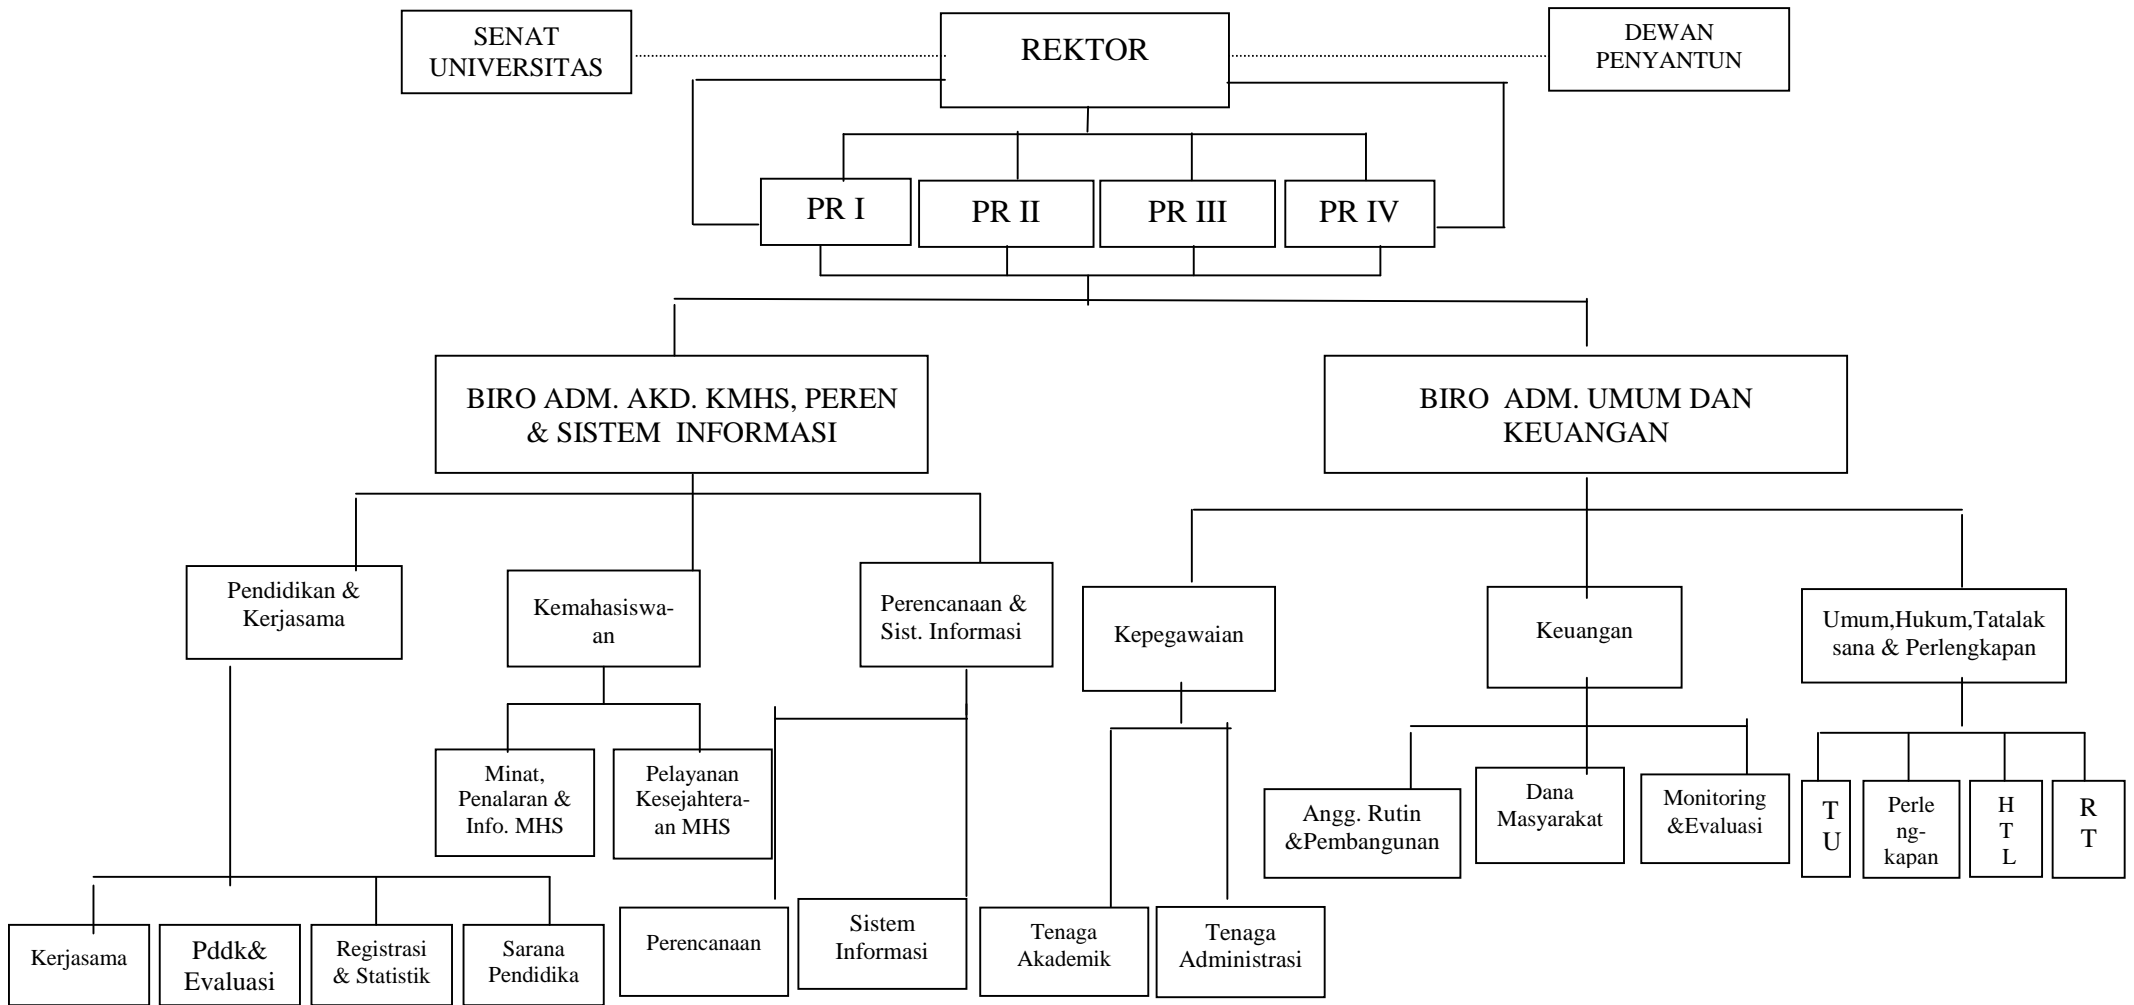 SENAT
UNIVERSITAS
REKTOR
DEWAN
PENYANTUN
PR I
PR II
PR III
PR IV
BIRO ADM. AKD. KMHS, PEREN
& SISTEM INFORMASI
BIRO ADM. UMUM DAN
KEUANGAN
Pendidikan &
Kerjasama
Kemahasiswa-
an
Perencanaan &
Sist. Informasi
Kepegawaian
Keuangan
Umum,Hukum,Tatalak
sana & Perlengkapan
Minat,
Penalaran &
Info. MHS
Pelayanan
Kesejahtera-
an MHS
Angg. Rutin
&Pembangunan
Dana
Masyarakat
Monitoring
&Evaluasi
T
U
Perle
ng-
kapan
H
T
L
R
T
Kerjasama
Pddk&
Evaluasi
Registrasi
& Statistik
Sarana
Pendidika
Perencanaan
Sistem
Informasi
Tenaga
Akademik
Tenaga
Administrasi